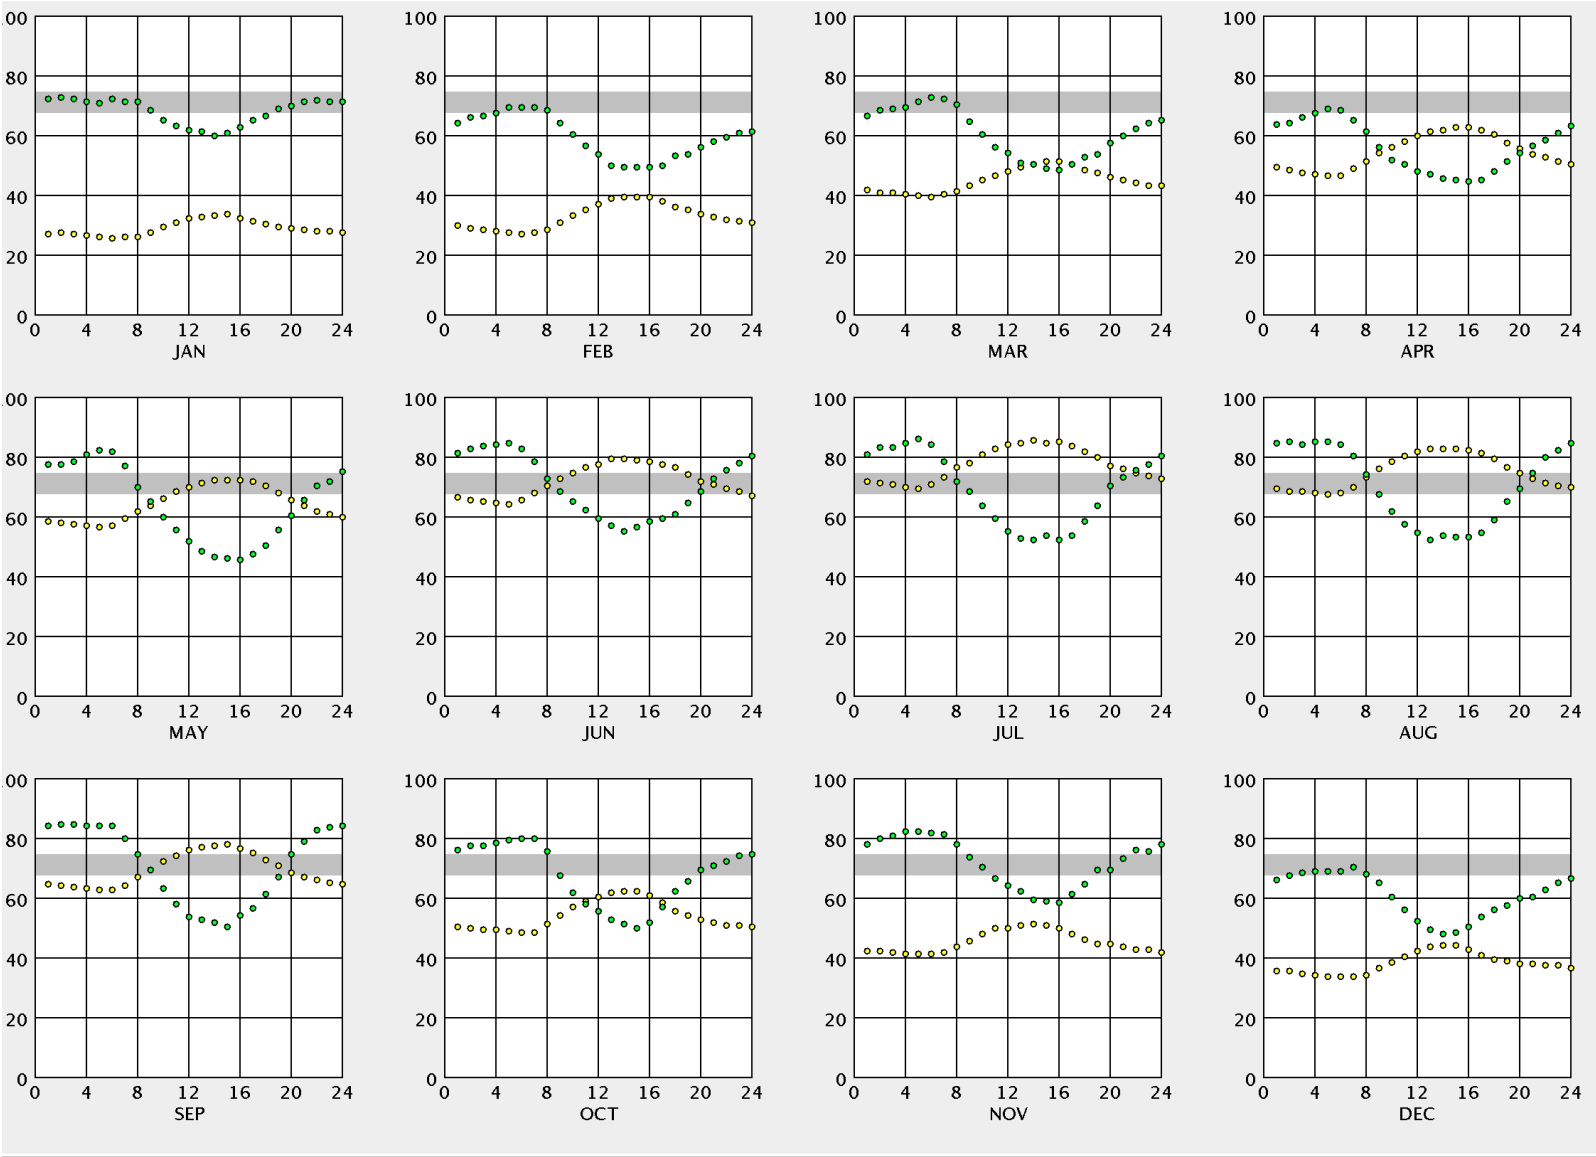 00 100 100 100
80 80 80 80
60 60 60 60
40 40 40 40
20 20 20 20
0 0 0 0
0 4 8 12 16 20 24 0 4 8 12 16 20 24 0 4 8 12 16 20 24 0 4 8 12 16 20 24
JAN FEB MAR APR
00 100 100 100
80 80 80 80
60 60 60 60
40 40 40 40
20 20 20 20
0 0 0 0
0 4 8 12 16 20 24 0 4 8 12 16 20 24 0 4 8 12 16 20 24 0 4 8 12 16 20 24
MAY JUN JUL AUG
00 100 100 100
80 80 80 80
60 60 60 60
40 40 40 40
20 20 20 20
0 0 0 0
0 4 8 12 16 20 24 0 4 8 12 16 20 24 0 4 8 12 16 20 24 0 4 8 12 16 20 24
SEP OCT NOV DEC